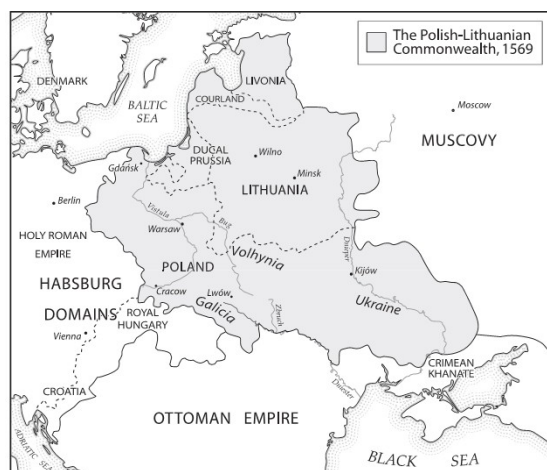 The Polish-Lithuanian
Commonwealth, 1569
DENMARK
BALTIC
SEA
LIVONIA
COURLAND
Moscow
MUSCOVY
DUCAL
PRUSSIA
Wilno
Gdańsk
Minsk
LITHUANIA
Berlin
Vistula
Bug
Warsaw
Dniepr
HOLY ROMAN
EMPIRE
Volhynia
POLAND
Kijów
HABSBURG
DOMAINS
Cracow
Lwów
Galicia
Zbruch
Ukraine
ROYAL
HUNGARY
Vienna
CRIMEAN
KHANATE
Dniester
CROATIA
OTTOMAN EMPIRE
ADRIATIC SEA
BLACK SEA